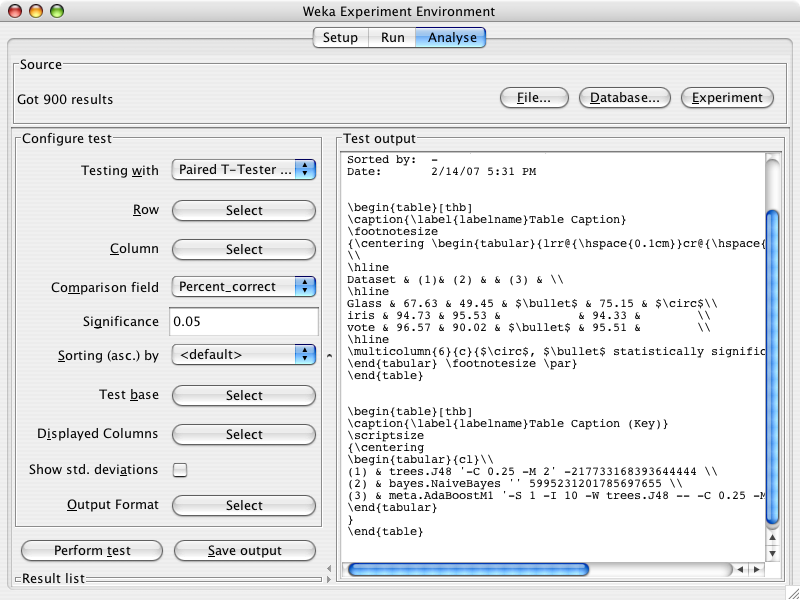 Weka Experiment Environment
Setup Run Analyse
Source
Got 900 results
File... Database... Experiment
Configure test
Testing with Paired T-Tester ...
Row Select
Column Select
Comparison field Percent_correct
Significance 0.05
Sorting (asc.) by <default>
Test base Select
Displayed Columns Select
Show std. deviations
Output Format Select
Perform test Save output
Result list
Test output
Sorted by: -
Date: 2/14/07 5:31 PM
\begin{table}[thb]
\caption{\label{labelname}Table Caption}
\footnotesize
{\centering \begin{tabular}{lrr@{\hspace{0.1cm}}cr@{\hspace{
\\
\hline
Dataset & (1)& (2) & & (3) & \\
\hline
Glass & 67.63 & 49.45 & $\bullet$ & 75.15 & $\circ$\\
iris & 94.73 & 95.53 & & 94.33 & \\
vote & 96.57 & 90.02 & $\bullet$ & 95.51 & \\
\hline
\multicolumn{6}{c}{$\circ$, $\bullet$ statistically signific
\end{tabular} \footnotesize \par}
\end{table}
\begin{table}[thb]
\caption{\label{labelname}Table Caption (Key)}
\scriptsize
{\centering
\begin{tabular}{cl}\\
(1) & trees.J48 '-C 0.25 -M 2' -217733168393644444 \\
(2) & bayes.NaiveBayes '' 5995231201785697655 \\
(3) & meta.AdaBoostM1 '-S 1 -I 10 -W trees.J48 -- -C 0.25 -M
\end{tabular}
}
\end{table}